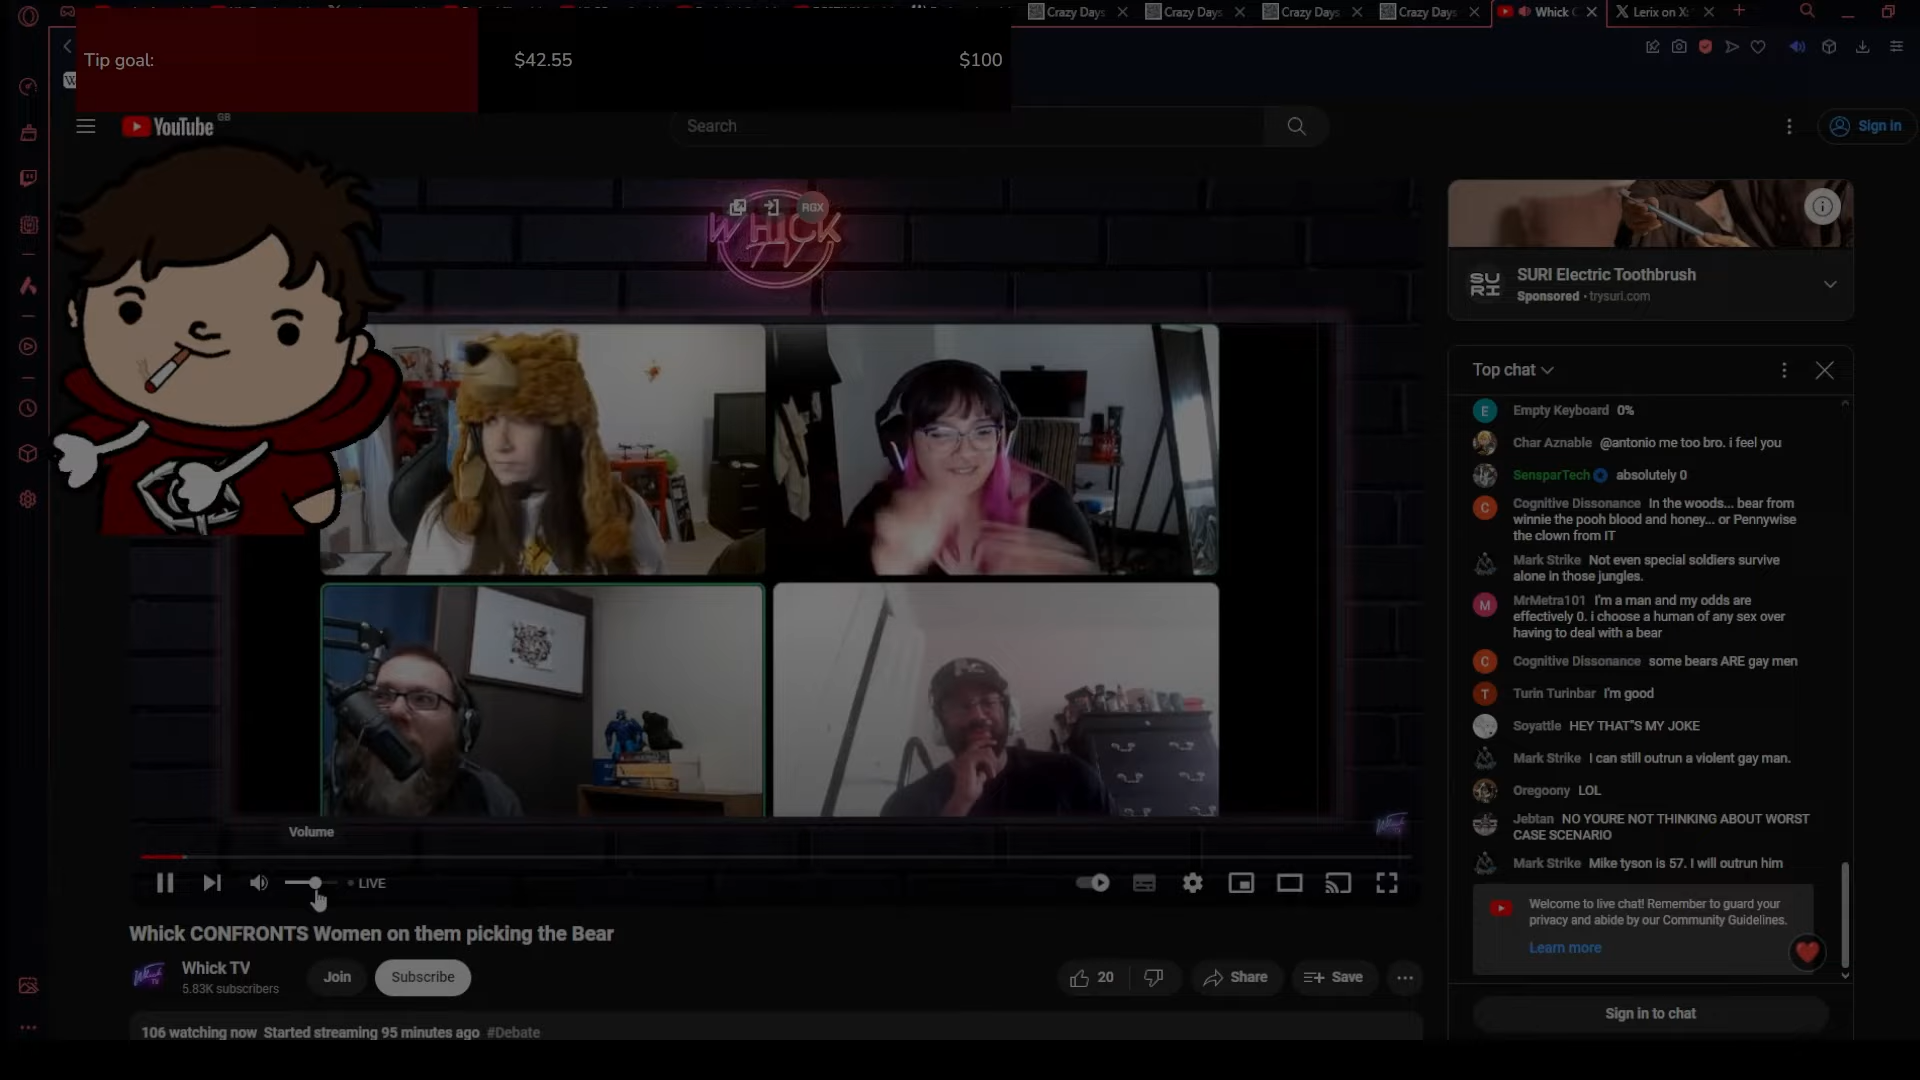 Crazy Days
Crazy Days
Crazy Days
Crazy Days
Whick C
Lerix on X:
Tip goal:
$42.55
$100
YouTube GB
Search
Sign in
RGX
WHICK
TV
SURI
SURI Electric Toothbrush
Sponsored · trysuri.com
Top chat
E Empty Keyboard 0%
Char Aznable @antonio me too bro. i feel you
SensparTech absolutely 0
C Cognitive Dissonance In the woods... bear from
winnie the pooh blood and honey... or Pennywise
the clown from IT
Mark Strike Not even special soldiers survive
alone in those jungles.
M MrMetra101 I'm a man and my odds are
effectively 0. i choose a human of any sex over
having to deal with a bear
C Cognitive Dissonance some bears ARE gay men
T Turin Turinbar I'm good
Soyattle HEY THAT"S MY JOKE
Mark Strike I can still outrun a violent gay man.
Oregoony LOL
Jebtan NO YOURE NOT THINKING ABOUT WORST
CASE SCENARIO
Mark Strike Mike tyson is 57. I will outrun him
Welcome to live chat! Remember to guard your
privacy and abide by our Community Guidelines.
Learn more
Sign in to chat
Volume
LIVE
Whick CONFRONTS Women on them picking the Bear
Whick TV
5.83K subscribers
Join
Subscribe
20
Share
Save
106 watching now Started streaming 95 minutes ago #Debate